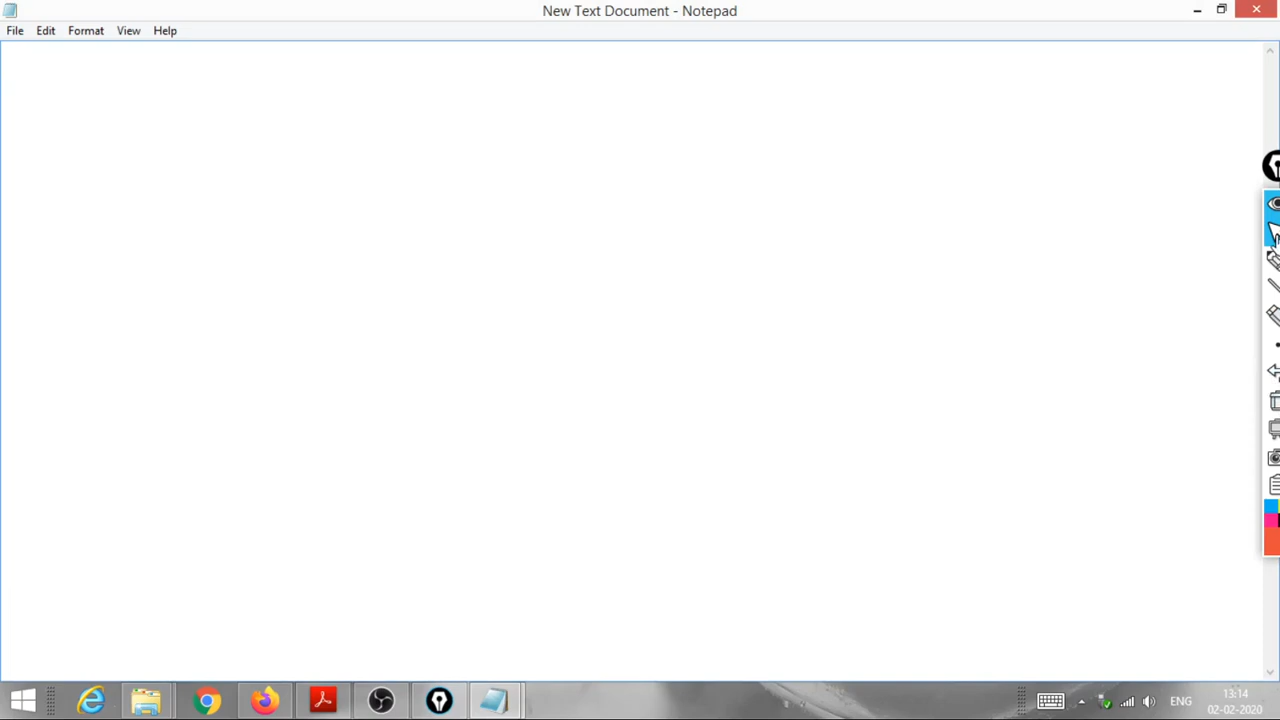 New Text Document - Notepad
File Edit Format View Help
ENG
13:14
02-02-2020